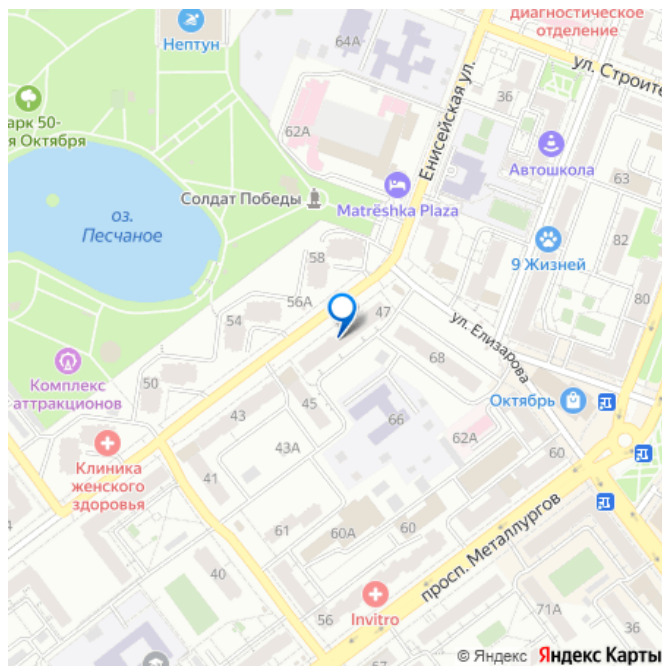 диагностическое
отделение
Нептун
64А
ул. Строите
Енисейская ул.
36
арк 50-
я Октября
62А
Автошкола
63
Солдат Победы
Matrёshka Plaza
оз.
Песчаное
82
9 Жизней
58
56А
80
47
54
ул. Елизарова
68
Комплекс
аттракционов
50
Октябрь
45
43
66
62А
Клиника
женского
здоровья
43А
60
41
просп. Металлургов
61
60А
60
40
56
Invitro
71А
36
67
© Яндекс Яндекс Карты